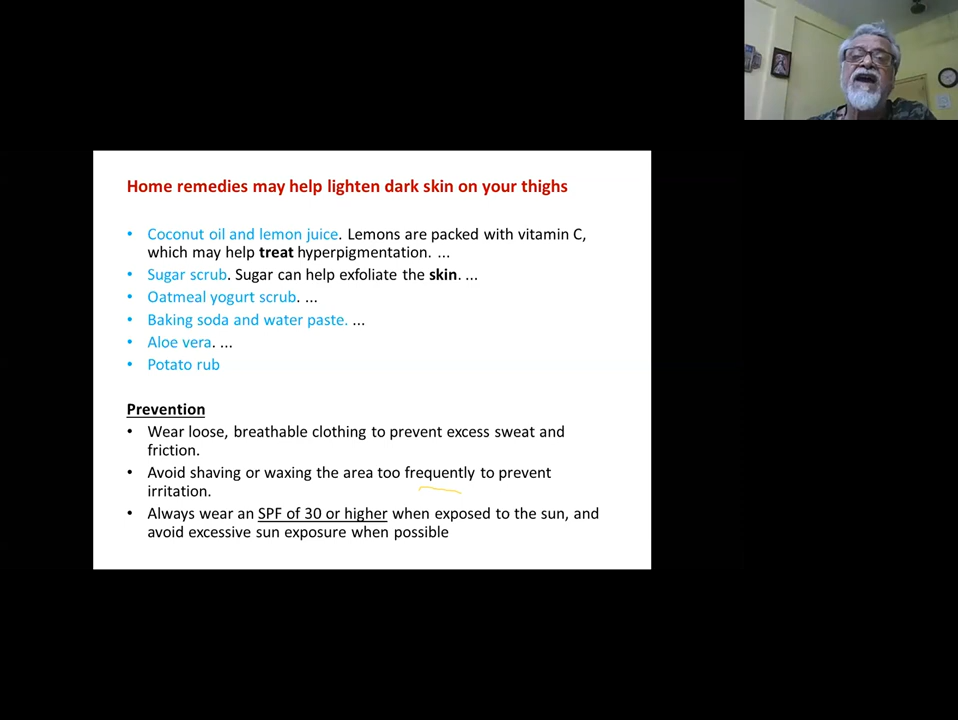 Home remedies may help lighten dark skin on your thighs
• Coconut oil and lemon juice. Lemons are packed with vitamin C,
which may help treat hyperpigmentation. ...
• Sugar scrub. Sugar can help exfoliate the skin. ...
• Oatmeal yogurt scrub. ...
• Baking soda and water paste. ...
• Aloe vera. ...
• Potato rub
Prevention
• Wear loose, breathable clothing to prevent excess sweat and
friction.
• Avoid shaving or waxing the area too frequently to prevent
irritation.
• Always wear an SPF of 30 or higher when exposed to the sun, and
avoid excessive sun exposure when possible